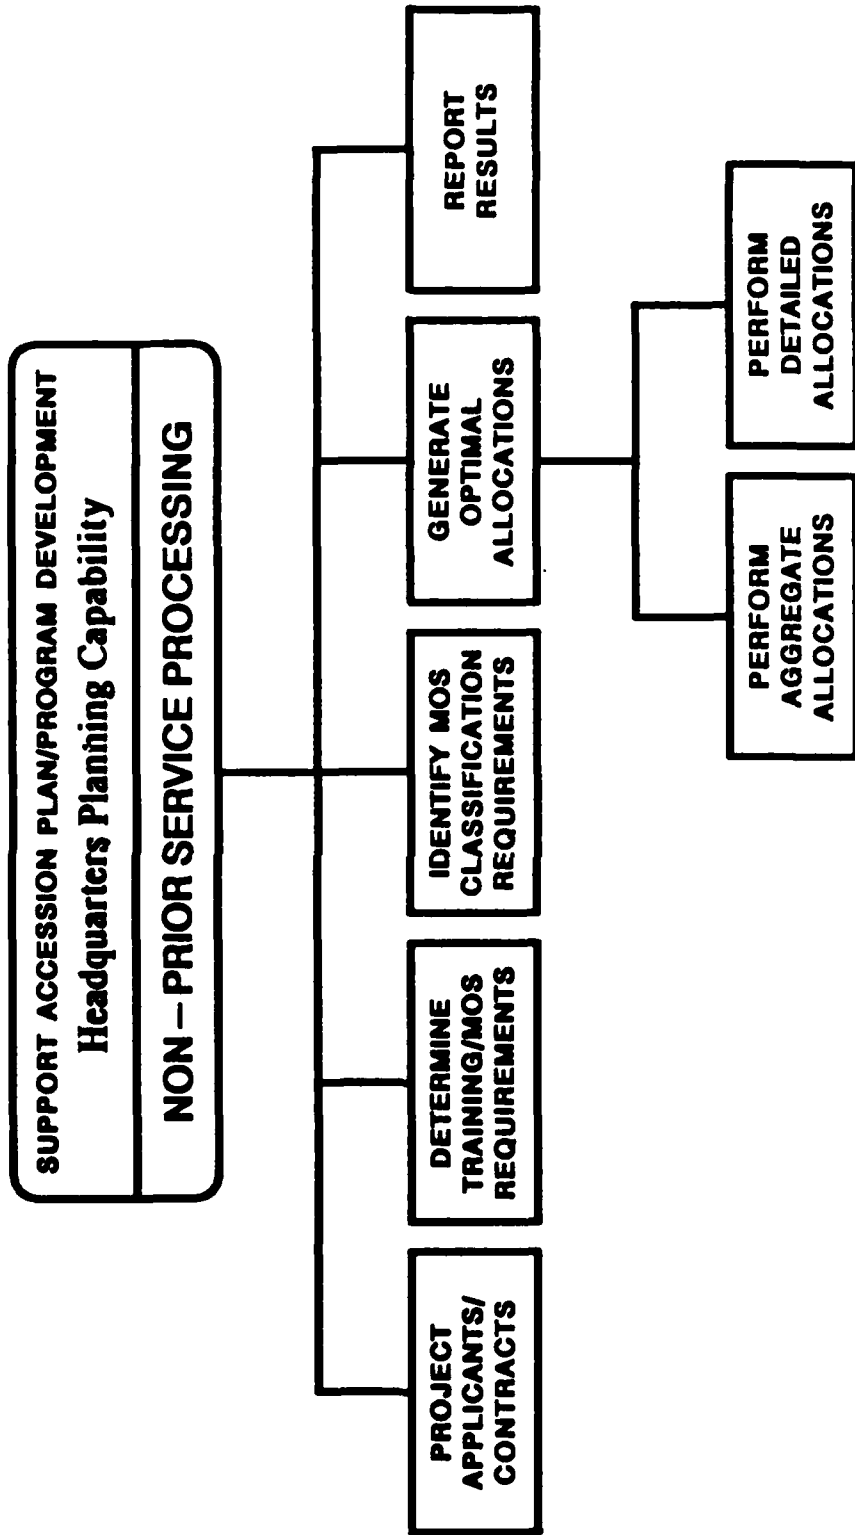 SUPPORT ACCESSION PLAN/PROGRAM DEVELOPMENT
Headquarters Planning Capability
NON – PRIOR SERVICE PROCESSING
PROJECT
APPLICANTS/
CONTRACTS
DETERMINE
TRAINING/MOS
REQUIREMENTS
IDENTIFY MOS
CLASSIFICATION
REQUIREMENTS
GENERATE
OPTIMAL
ALLOCATIONS
REPORT
RESULTS
PERFORM
AGGREGATE
ALLOCATIONS
PERFORM
DETAILED
ALLOCATIONS